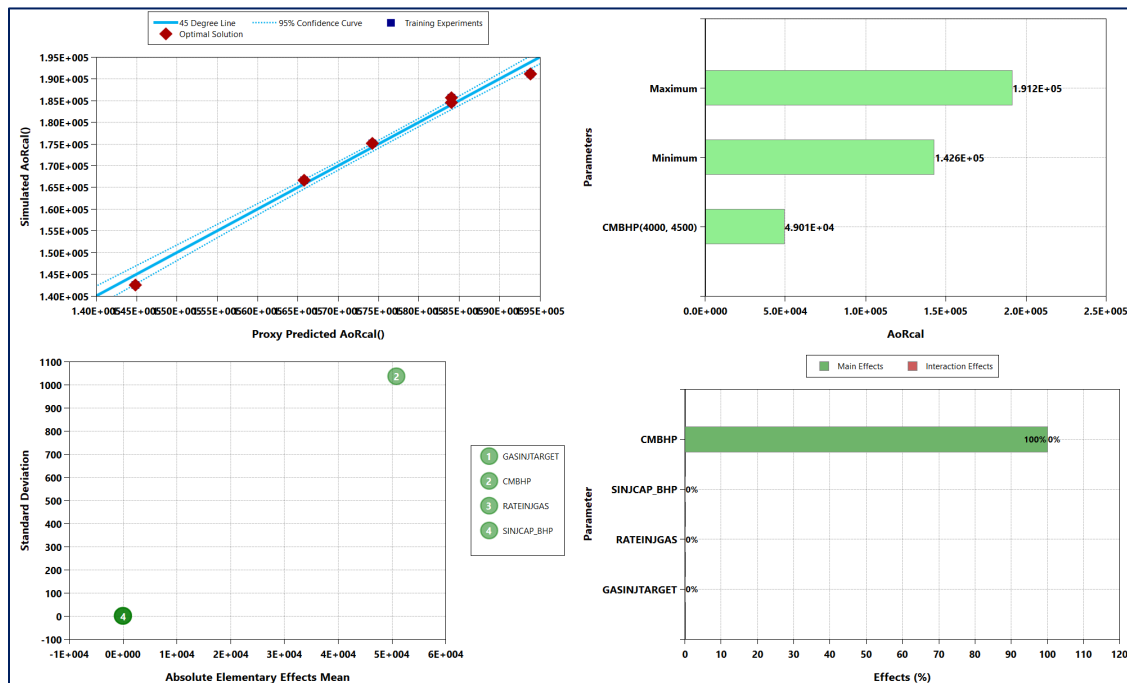 45 Degree Line
95% Confidence Curve
Training Experiments
Optimal Solution
1.95E+005
1.90E+005
1.85E+005
1.80E+005
1.75E+005
1.70E+005
1.65E+005
1.60E+005
1.55E+005
1.50E+005
1.45E+005
1.40E+005
Simulated AoRcal()
Proxy Predicted AoRcal()
Maximum
1.912E+05
Minimum
1.426E+05
CMBHP(4000, 4500)
4.901E+04
Parameters
0.0E+00 5.0E+04 1.0E+05 1.5E+05 2.0E+05 2.5E+05
AoRcal
1100
1000
900
800
700
600
500
400
300
200
100
0
-100
Standard Deviation
2
4
-1E+004 0E+000 1E+004 2E+004 3E+004 4E+004 5E+004 6E+004
Absolute Elementary Effects Mean
1 GASINJTARGET
2 CMBHP
3 RATEINJGAS
4 SINJCAP_BHP
Main Effects
Interaction Effects
CMBHP
100% 0%
SINJCAP_BHP
0%
RATEINJGAS
0%
GASINJTARGET
0%
Parameter
0 10 20 30 40 50 60 70 80 90 100 110 120
Effects (%)